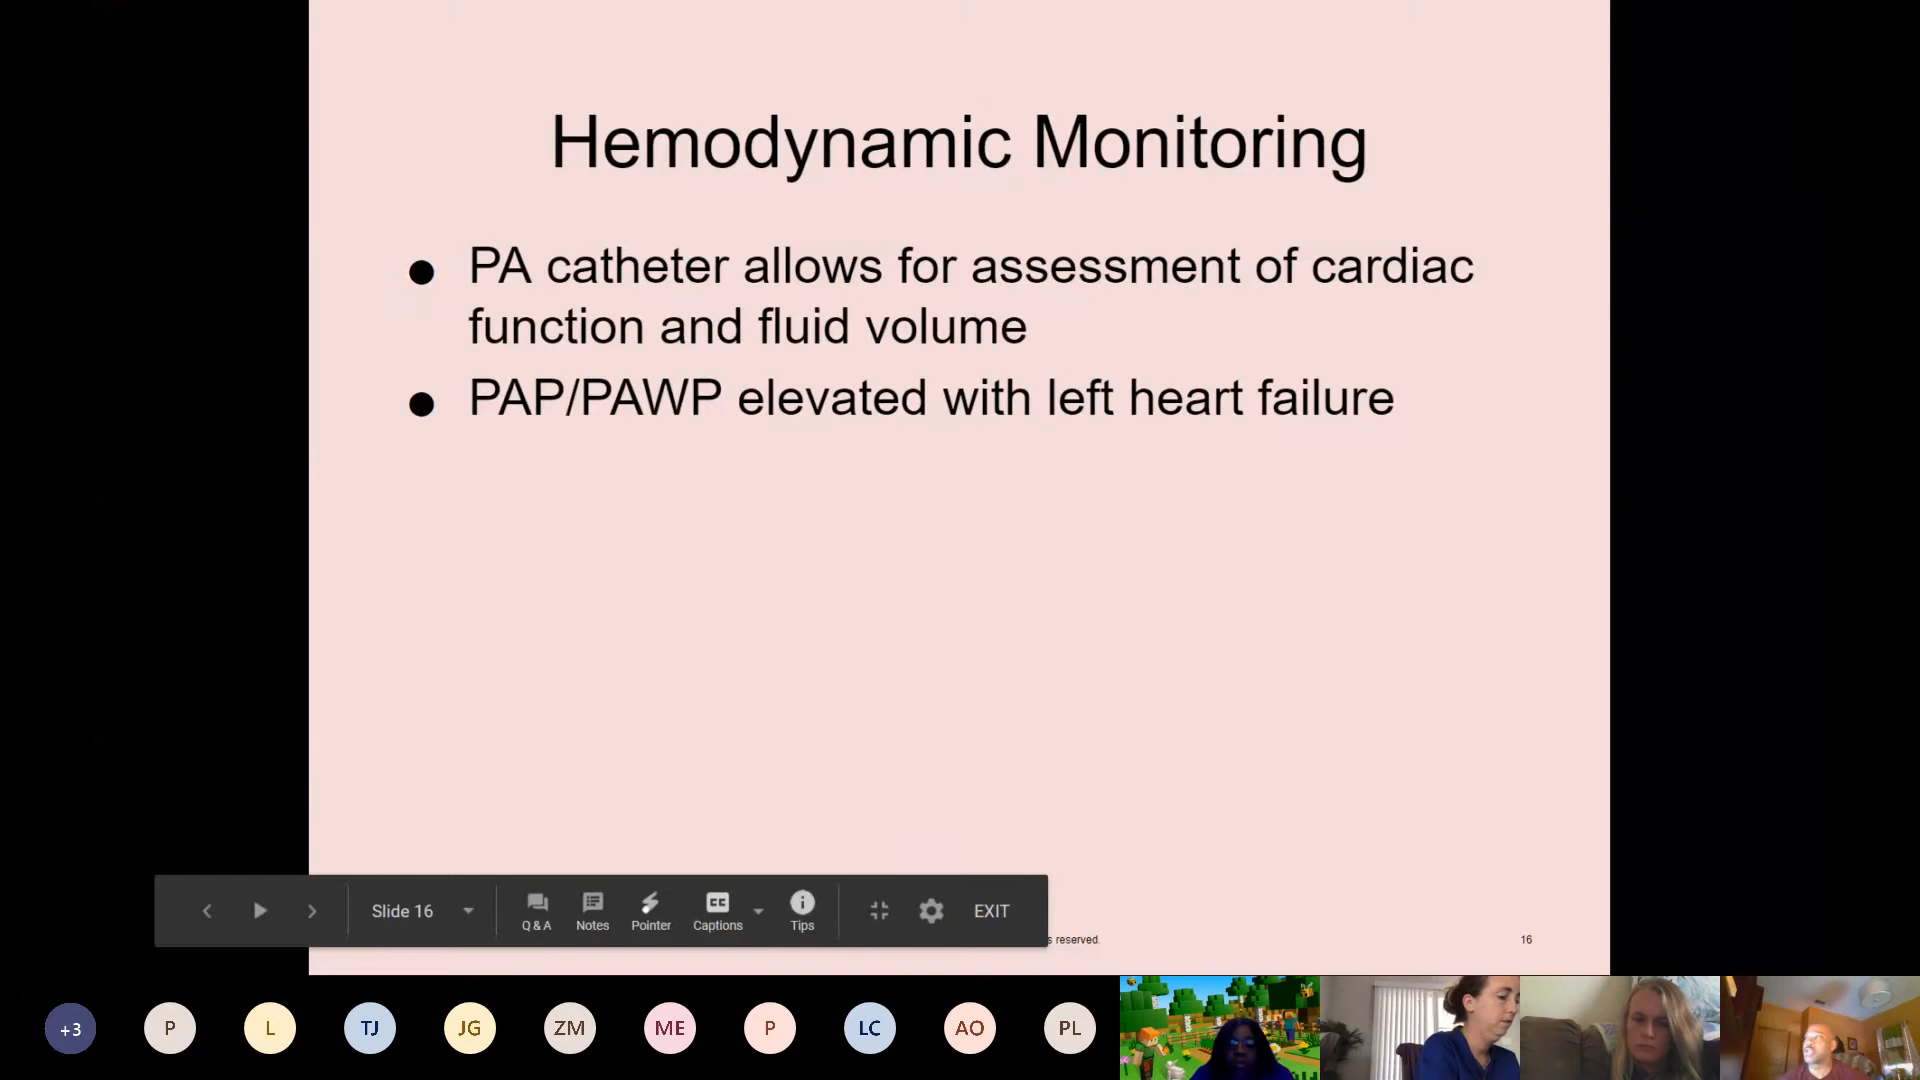 Hemodynamic Monitoring
● PA catheter allows for assessment of cardiac
function and fluid volume
● PAP/PAWP elevated with left heart failure
Slide 16
Q & A
Notes
Pointer
CC
Captions
Tips
EXIT
s reserved.
16
+3
P
L
TJ
JG
ZM
ME
P
LC
AO
PL